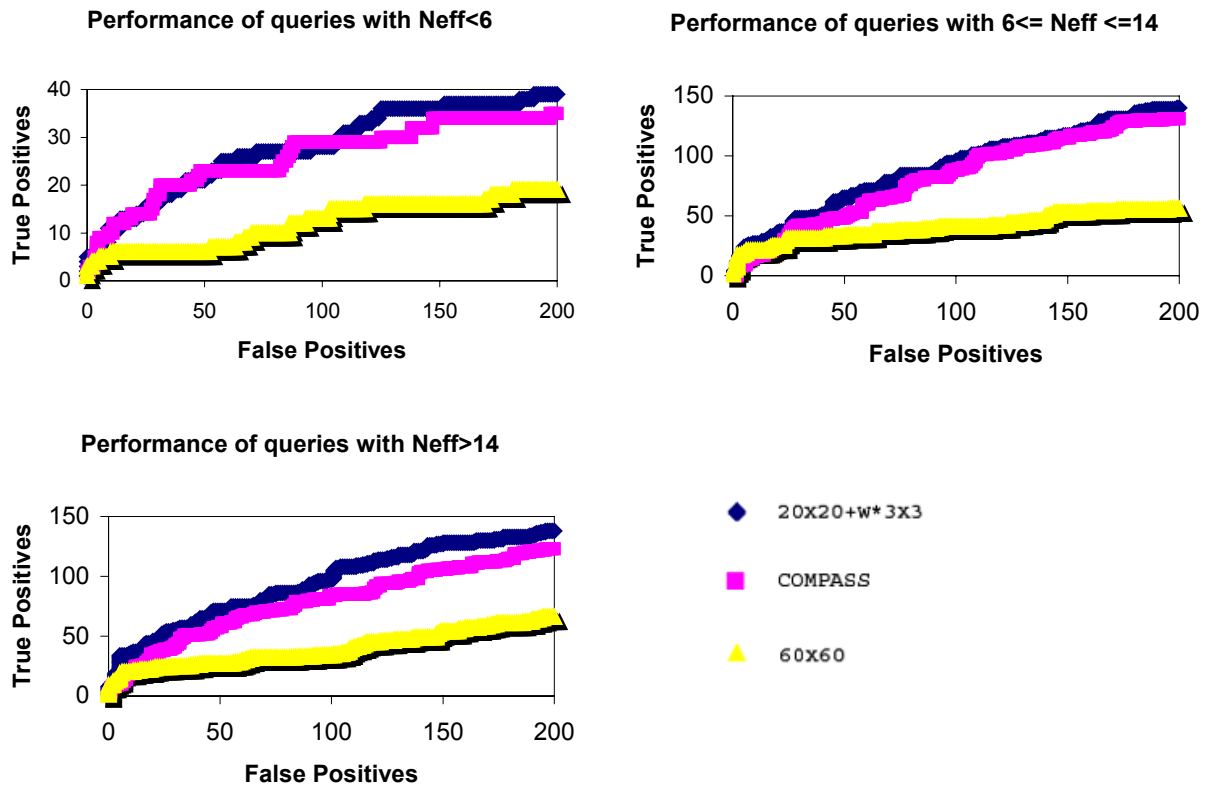 Performance of queries with Neff<6
40
30
20
10
0
0 50 100 150 200
True Positives
False Positives
Performance of queries with 6<= Neff <=14
150
100
50
0
0 50 100 150 200
True Positives
False Positives
Performance of queries with Neff>14
150
100
50
0
0 50 100 150 200
True Positives
False Positives
20X20+W*3X3
COMPASS
60X60